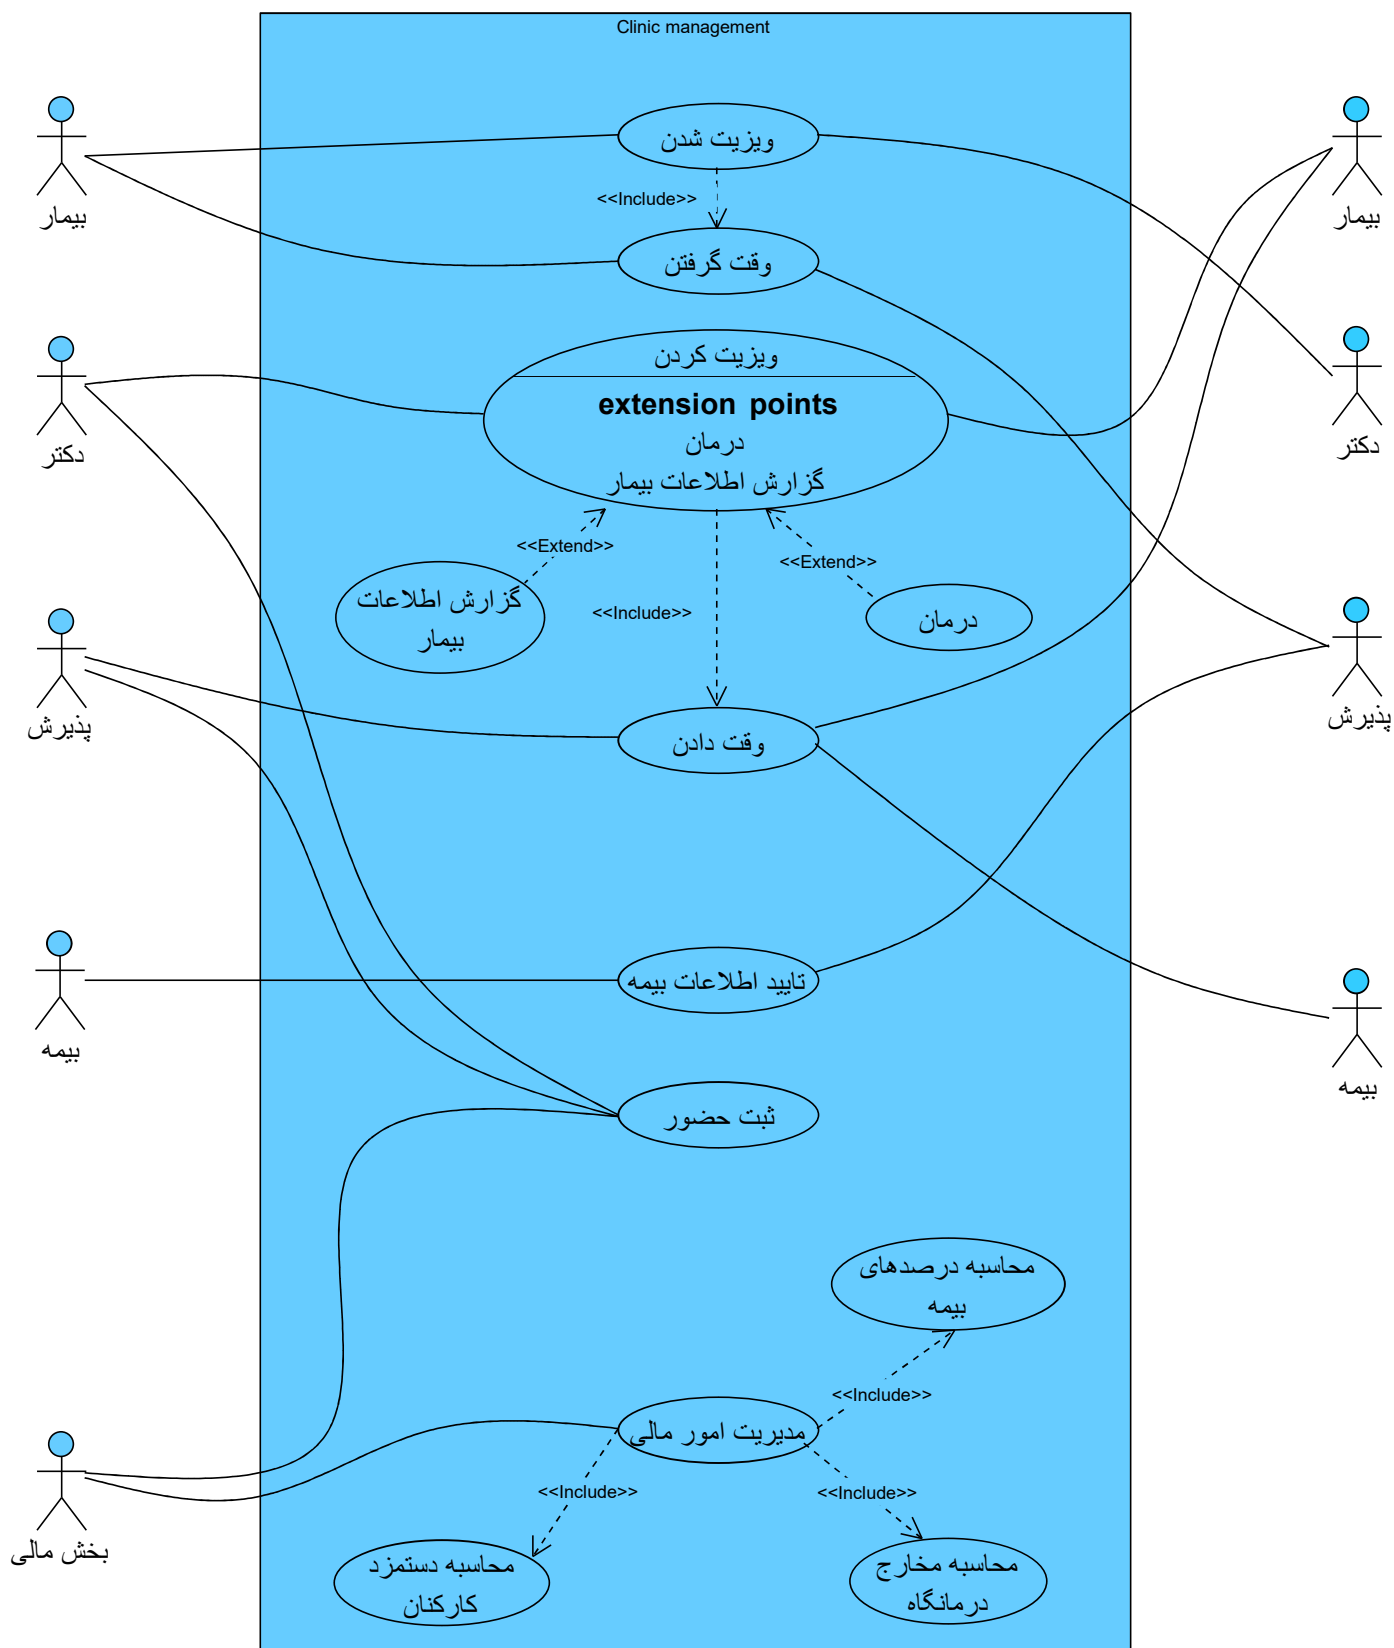 Clinic management
ویزیت شدن
بیمار
بیمار
<<Include>>
وقت گرفتن
ویزیت کردن
extension points
درمان
گزارش اطلاعات بیمار
دکتر
دکتر
<<Extend>>
<<Extend>>
گزارش اطلاعات
بیمار
<<Include>>
درمان
پذیرش
پذیرش
وقت دادن
تایید اطلاعات بیمه
بیمه
بیمه
ثبت حضور
محاسبه درصدهای
بیمه
<<Include>>
مدیریت امور مالی
<<Include>>
<<Include>>
بخش مالی
محاسبه دستمزد
کارکنان
محاسبه مخارج
درمانگاه